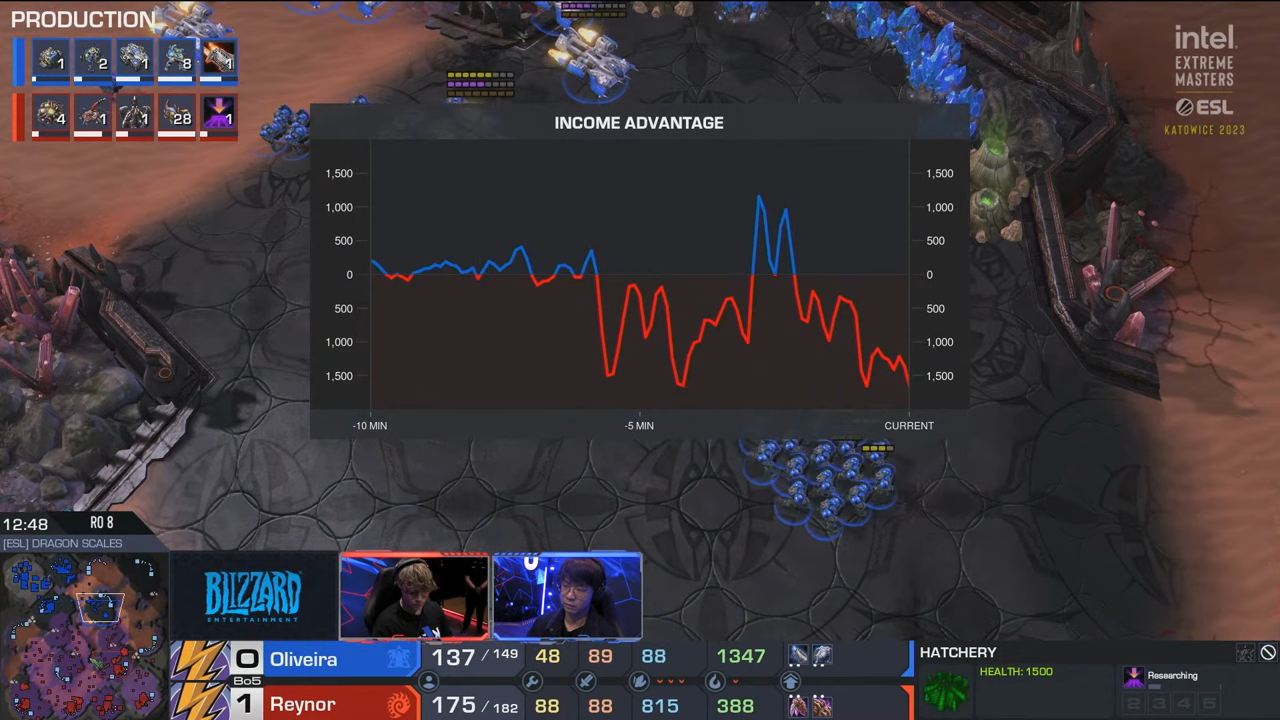 PRODUCTION
1 2 1 8 1
4 1 1 28 1
intel
EXTREME
MASTERS
ESL
KATOWICE 2023
INCOME ADVANTAGE
1,500 1,500
1,000 1,000
500 500
0 0
500 500
1,000 1,000
1,500 1,500
-10 MIN -5 MIN CURRENT
12:48 RO 8
[ESL] DRAGON SCALES
BLIZZARD
ENTERTAINMENT
0 Oliveira 137 / 149 48 89 88 1347
Bo5
1 Reynor 175 / 182 88 88 815 388
HATCHERY
HEALTH: 1500
Researching
2 3 4 5